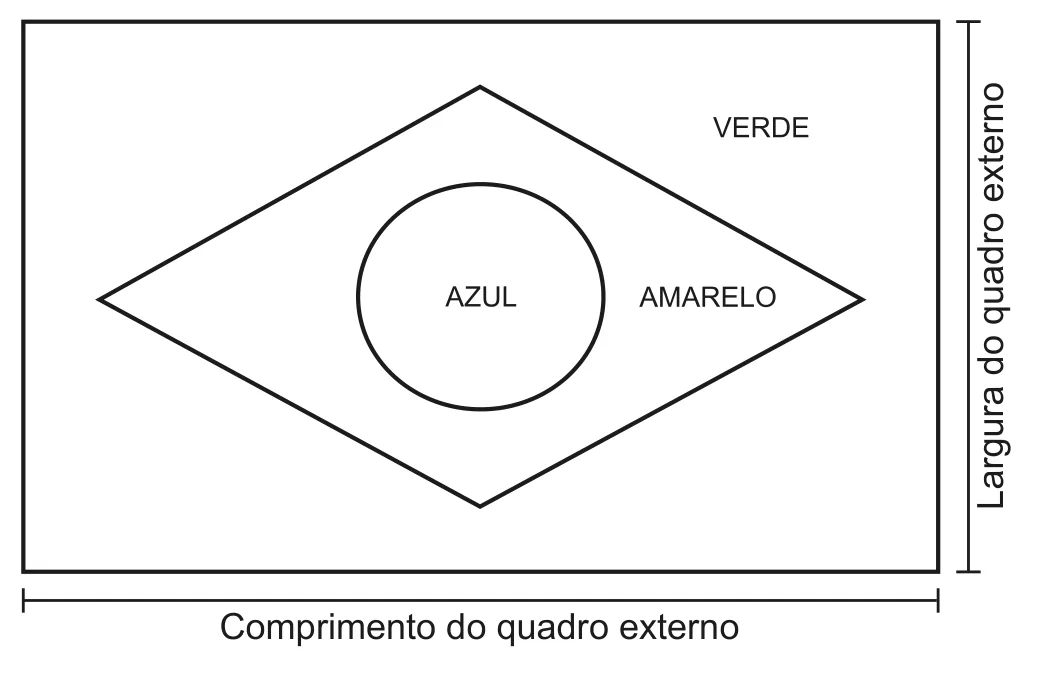 VERDE
AZUL
AMARELO
Largura do quadro externo
Comprimento do quadro externo